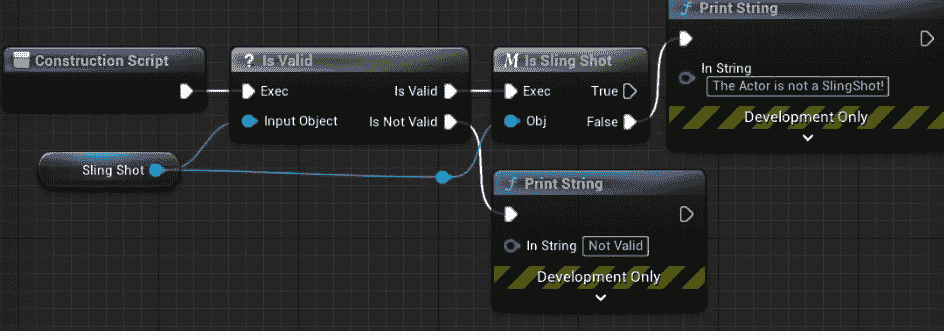 f Print String
In String
The Actor is not a SlingShot!
Development Only
Construction Script
? Is Valid
Exec Is Valid
Input Object Is Not Valid
M Is Sling Shot
Exec True
Obj False
Sling Shot
f Print String
In String Not Valid
Development Only